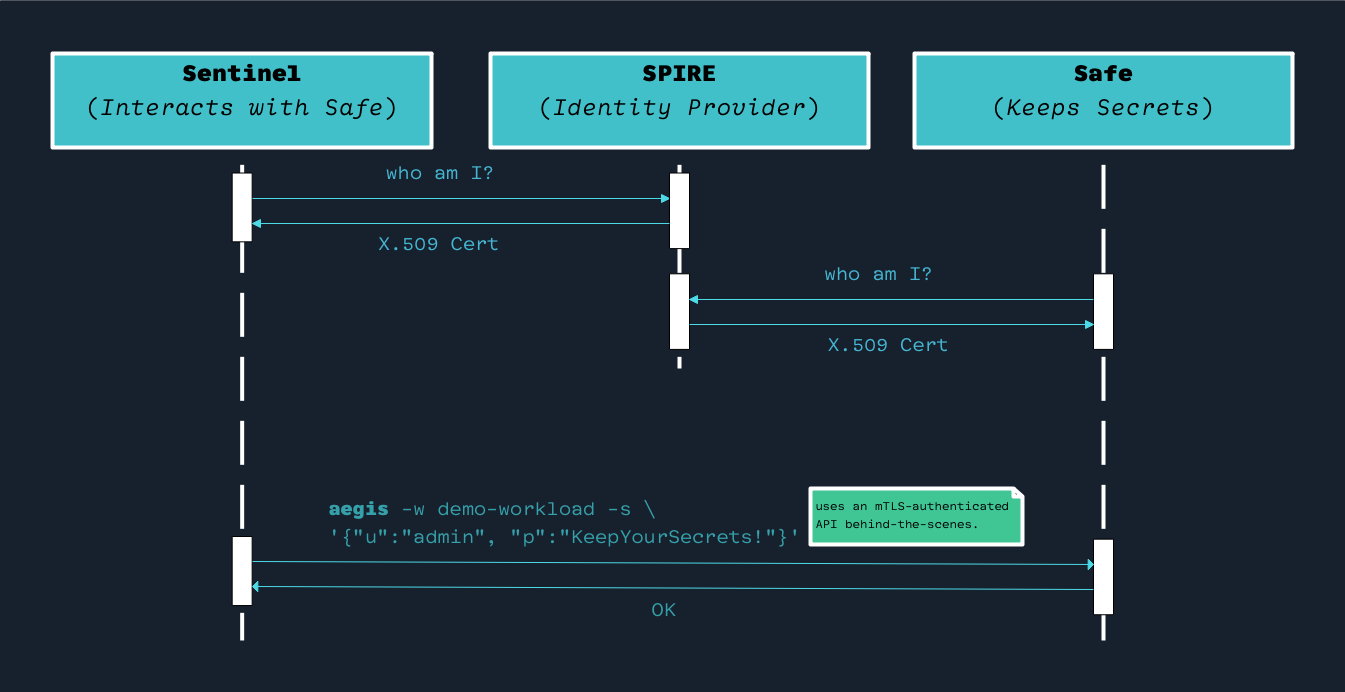 Sentinel
(Interacts with Safe)
SPIRE
(Identity Provider)
Safe
(Keeps Secrets)
who am I?
X.509 Cert
who am I?
X.509 Cert
aegis -w demo-workload -s \
'{"u":"admin", "p":"KeepYourSecrets!"}'
uses an mTLS-authenticated
API behind-the-scenes.
OK